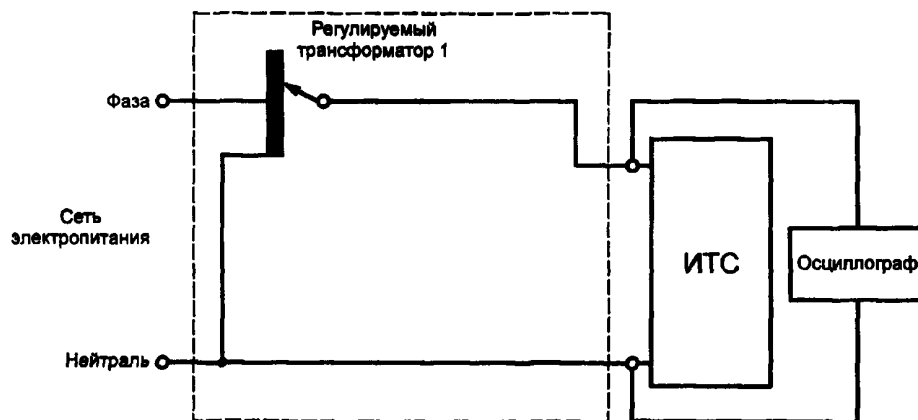 Регулируемый
трансформатор 1
Фаза
Сеть
электропитания
ИТС
Осциллограф
Нейтраль